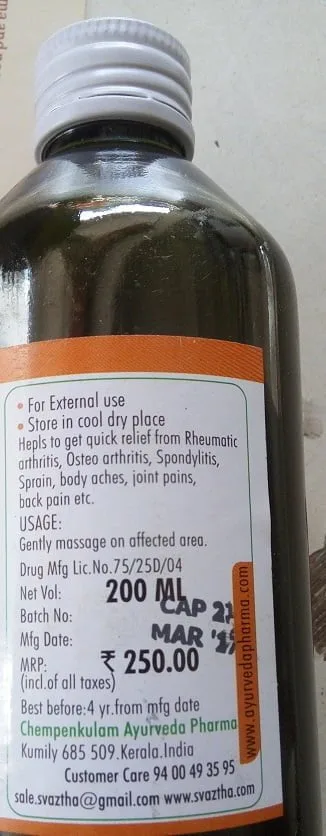 • For External use
• Store in cool dry place
Hepls to get quick relief from Rheumatic
arthritis, Osteo arthritis, Spondylitis,
Sprain, body aches, joint pains,
back pain etc.
USAGE:
Gently massage on affected area.
Drug Mfg Lic.No.75/25D/04
Net Vol: 200 ML
Batch No: CAP
Mfg Date: MAR
MRP: ₹ 250.00
(incl.of all taxes)
Best before:4 yr.from mfg date
Chempenkulam Ayurveda Pharma
Kumily 685 509.Kerala.India
Customer Care 94 00 49 35 95
sale.svaztha@gmail.com www.svaztha.com
www.ayurvedapharma.com